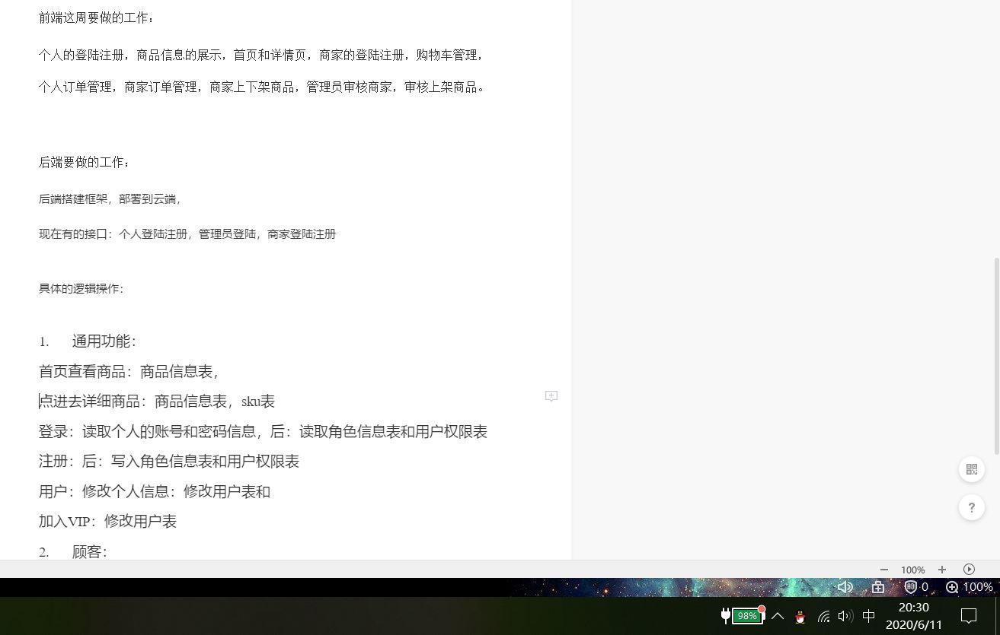 前端这周要做的工作：
个人的登陆注册，商品信息的展示，首页和详情页，商家的登陆注册，购物车管理，
个人订单管理，商家订单管理，商家上下架商品，管理员审核商家，审核上架商品。
后端要做的工作：
后端搭建框架，部署到云端，
现在有的接口：个人登陆注册，管理员登陆，商家登陆注册
具体的逻辑操作：
1. 通用功能：
首页查看商品：商品信息表，
点进去详细商品：商品信息表，sku表
登录：读取个人的账号和密码信息，后：读取角色信息表和用户权限表
注册：后：写入角色信息表和用户权限表
用户：修改个人信息：修改用户表和
加入VIP：修改用户表
2. 顾客：
?
− 100% +
AD 0 100%
98% 中 20:30
2020/6/11